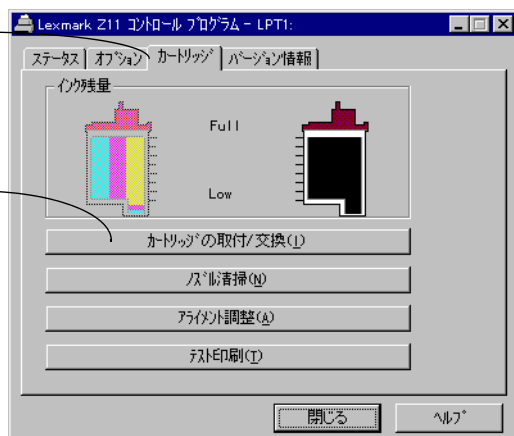 Lexmark Z11 ｺﾝﾄﾛｰﾙ ﾌﾟﾛｸﾞﾗﾑ - LPT1:
ｽﾃｰﾀｽ ｵﾌﾟｼｮﾝ ｶｰﾄﾘｯｼﾞ ﾊﾞｰｼﾞｮﾝ情報
ｲﾝｸ残量
Full
Low
ｶｰﾄﾘｯｼﾞの取付/交換(I)
ﾉｽﾞﾙ清掃(N)
ｱﾗｲﾒﾝﾄ調整(A)
ﾃｽﾄ印刷(T)
閉じる ﾍﾙﾌﾟ